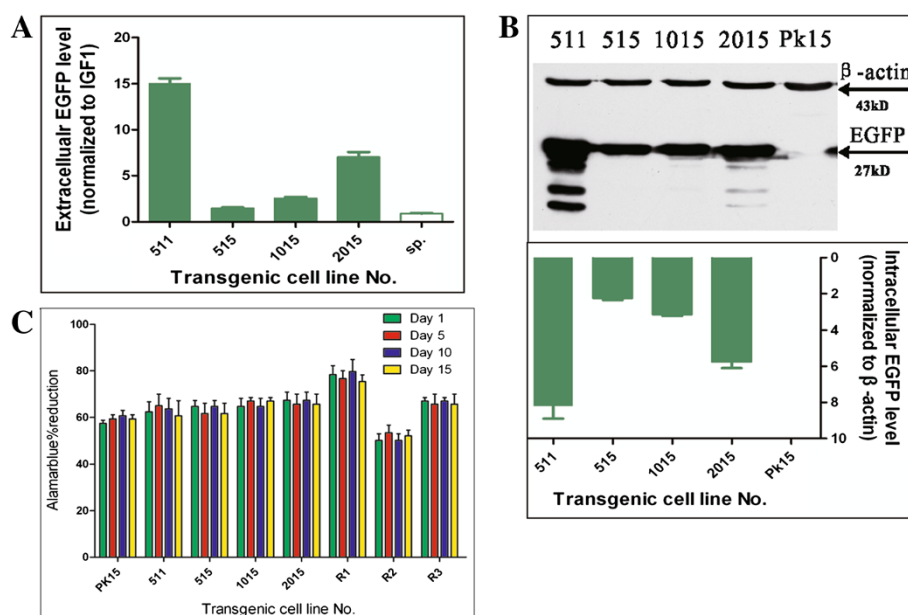 A
Extracellualr EGFP level
(normalized to IGF1)
20
15
10
5
0
511
515
1015
2015
sp.
Transgenic cell line No.
B
511 515 1015 2015 Pk15
β-actin
43kD
EGFP
27kD
0
2
4
6
8
10
Intracellular EGFP level
(normalized to β-actin)
511
515
1015
2015
Pk15
Transgenic cell line No.
C
Alamarblue%reduction
100
80
60
40
20
0
Day 1
Day 5
Day 10
Day 15
PK15
511
515
1015
2015
R1
R2
R3
Transgenic cell line No.